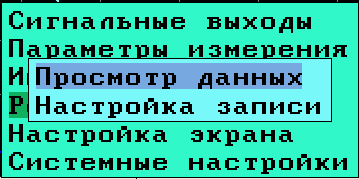 Сигнальные выходы
Параметры измерения
Просмотр данных
Настройка записи
Настройка экрана
Системные настройки